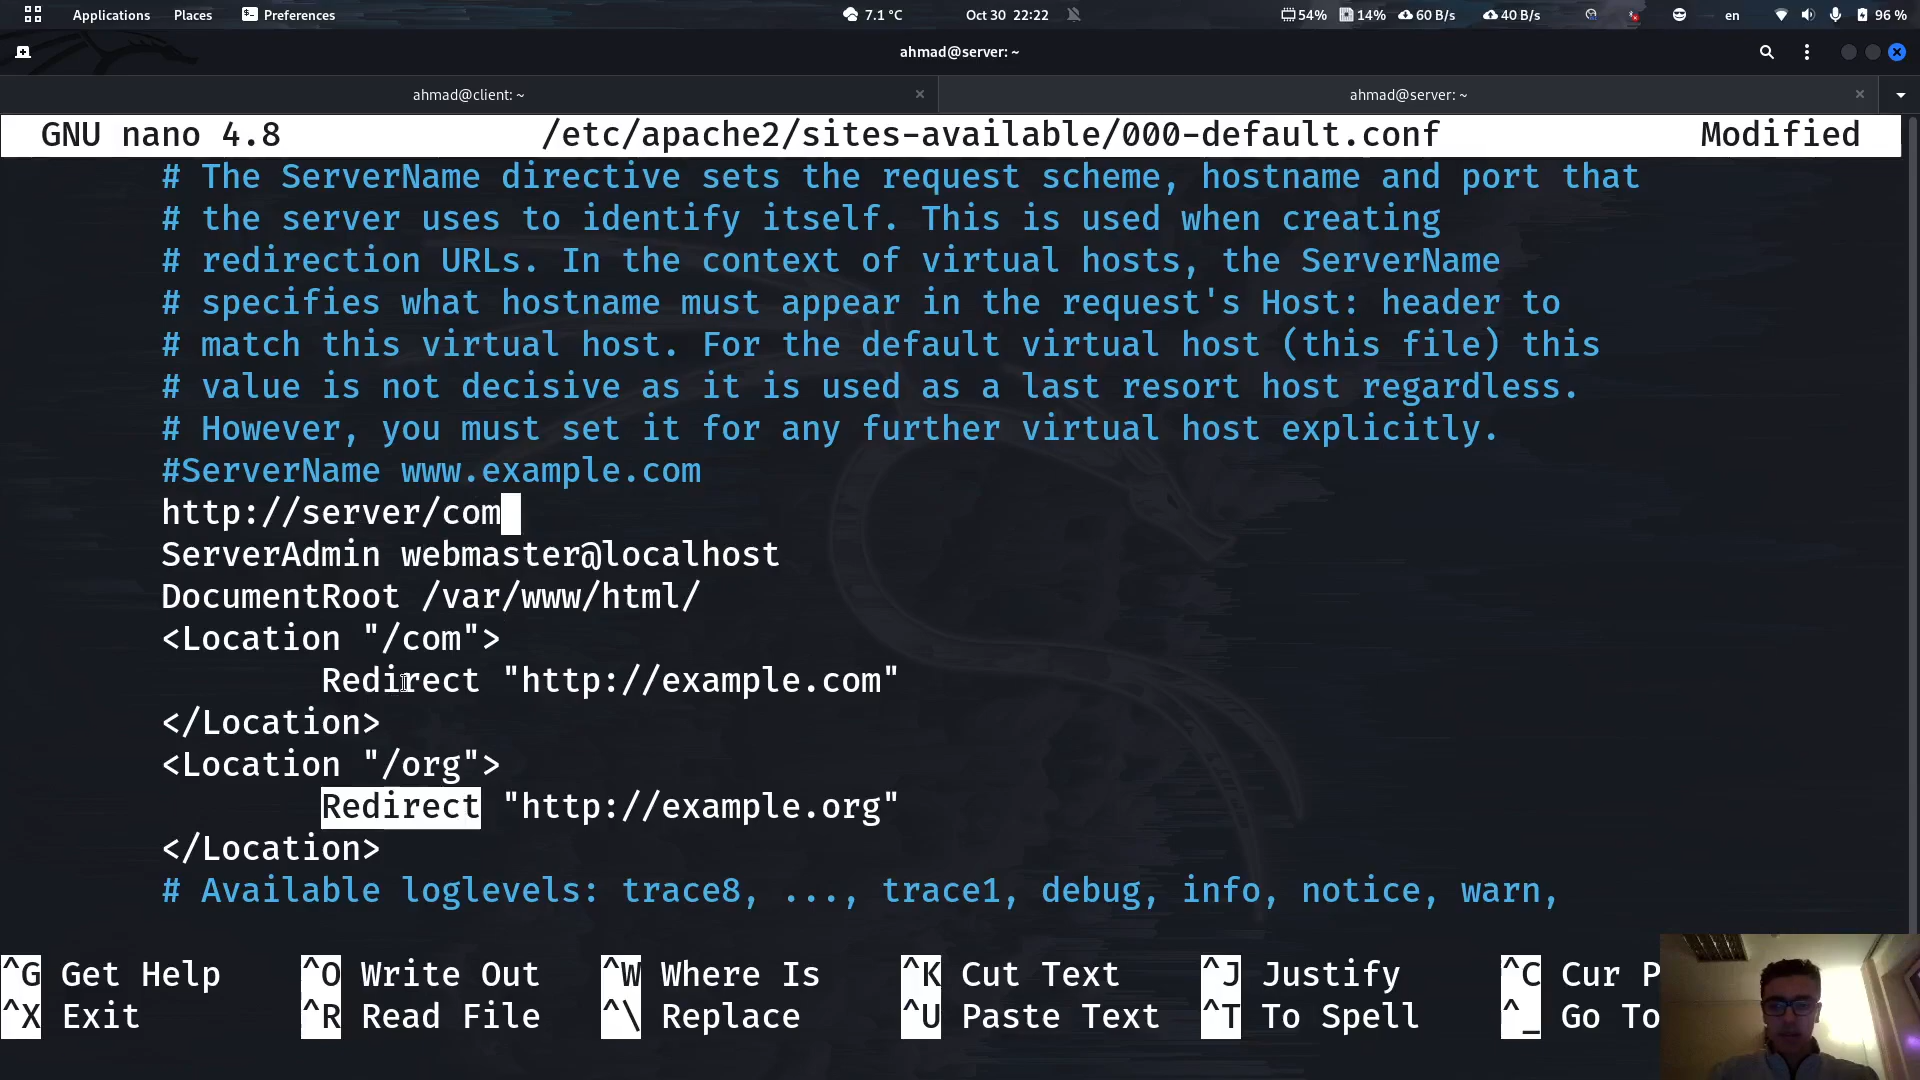 Applications Places Preferences 7.1 °C Oct 30 22:22 54% 14% 60 B/s 40 B/s en 96 %
ahmad@server: ~
ahmad@client: ~ ahmad@server: ~
GNU nano 4.8 /etc/apache2/sites-available/000-default.conf Modified
# The ServerName directive sets the request scheme, hostname and port that
# the server uses to identify itself. This is used when creating
# redirection URLs. In the context of virtual hosts, the ServerName
# specifies what hostname must appear in the request's Host: header to
# match this virtual host. For the default virtual host (this file) this
# value is not decisive as it is used as a last resort host regardless.
# However, you must set it for any further virtual host explicitly.
#ServerName www.example.com
http://server/com
ServerAdmin webmaster@localhost
DocumentRoot /var/www/html/
<Location "/com">
Redirect "http://example.com"
</Location>
<Location "/org">
Redirect "http://example.org"
</Location>
# Available loglevels: trace8, ..., trace1, debug, info, notice, warn,
^G Get Help ^O Write Out ^W Where Is ^K Cut Text ^J Justify ^C Cur P
^X Exit ^R Read File ^\ Replace ^U Paste Text ^T To Spell ^_ Go To